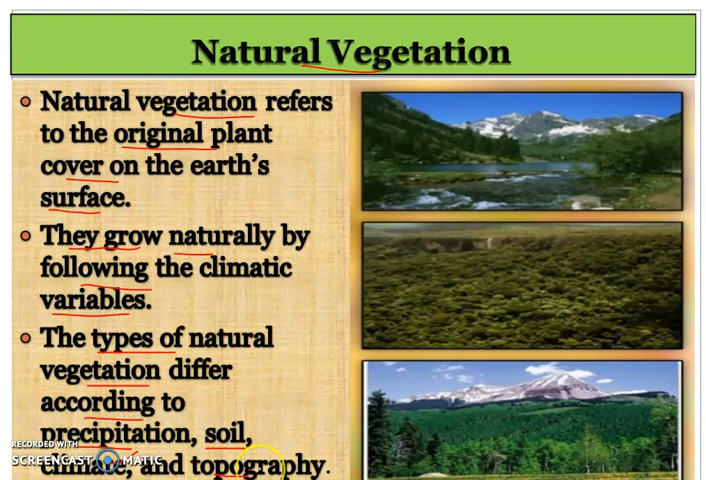 Natural Vegetation
Natural vegetation refers
to the original plant
cover on the earth's
surface.
They grow naturally by
following the climatic
variables.
The types of natural
vegetation differ
according to
precipitation, soil,
RECORDED WITH
climate, and topography.
SCREENCAST MATIC